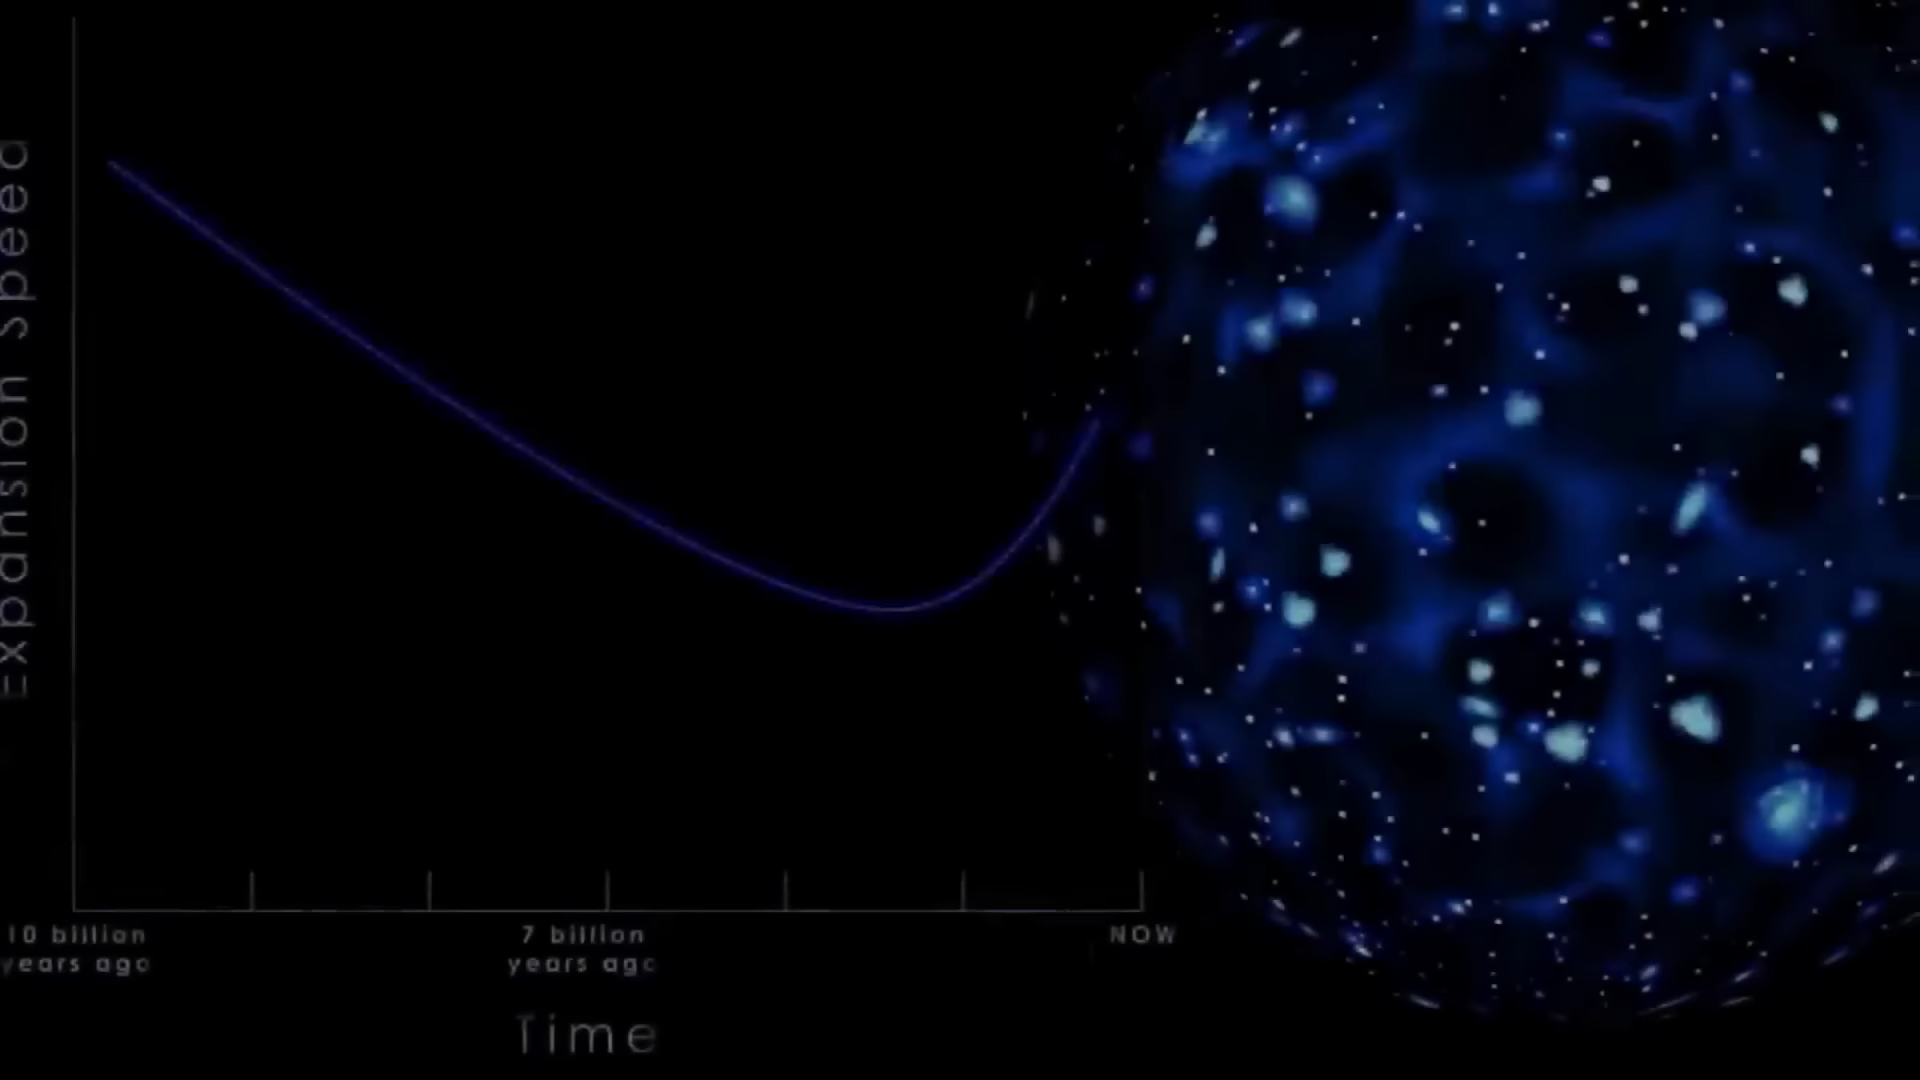 Expansion Speed
10 billion
years ago
7 billion
years ago
NOW
Time